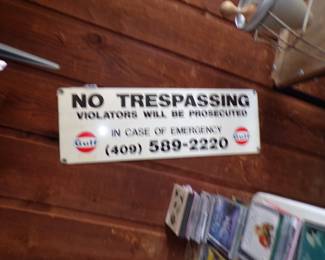 NO TRESPASSING
VIOLATORS WILL BE PROSECUTED
IN CASE OF EMERGENCY
Gulf (409) 589-2220 Gulf